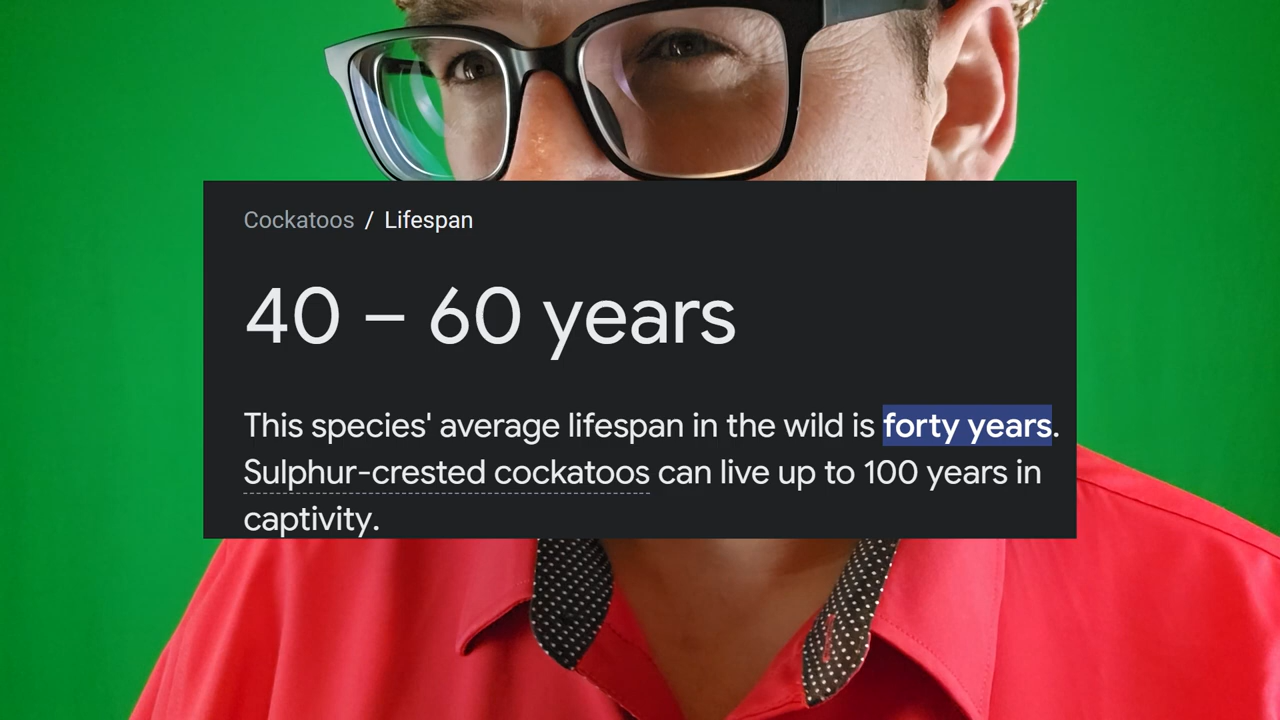 Cockatoos / Lifespan
40 – 60 years
This species' average lifespan in the wild is forty years.
Sulphur-crested cockatoos can live up to 100 years in
captivity.